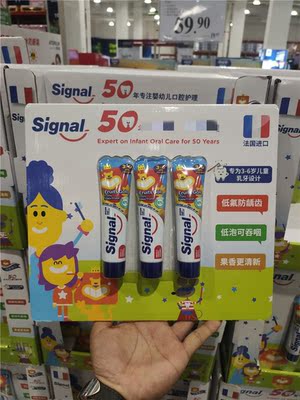 59.90
Signal 50 年专注婴幼儿口腔护理
Signal 50
Expert on Infant Oral Care for 50 Years
法国进口
专为3-6岁儿童
乳牙设计
低氟防龋齿
低泡可吞咽
果香更清新
Signal
Signal
Signal